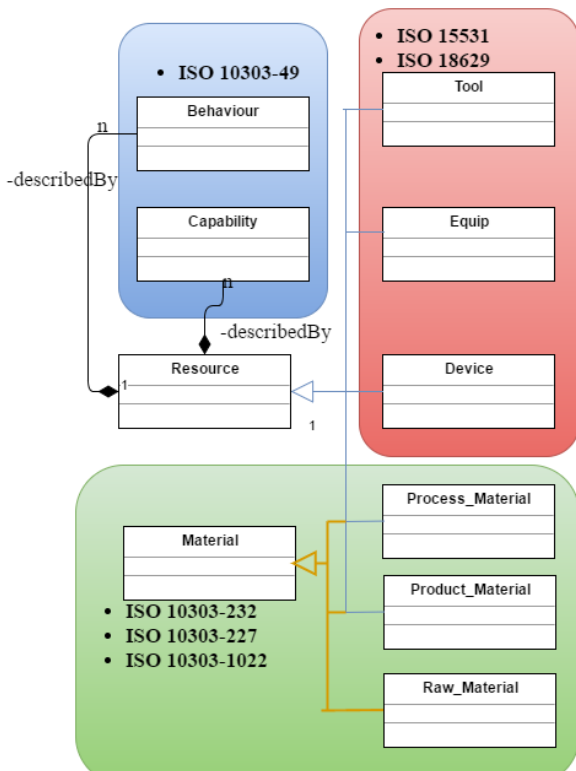 • ISO 10303-49
Behaviour
n
-describedBy
Capability
n
-describedBy
Resource
1
1
• ISO 15531
• ISO 18629
Tool
Equip
Device
Material
• ISO 10303-232
• ISO 10303-227
• ISO 10303-1022
Process_Material
Product_Material
Raw_Material